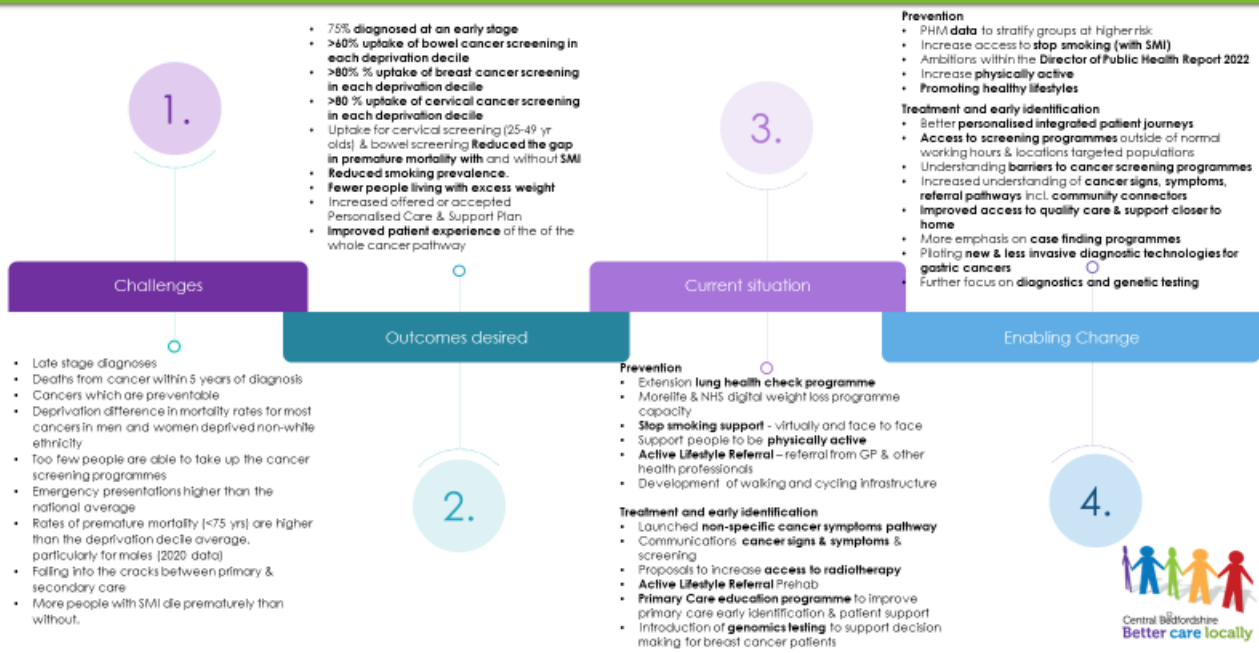 1.
Challenges
Late stage diagnoses
Deaths from cancer within 5 years of diagnosis
Cancers which are preventable
Deprivation difference in mortality rates for most
cancers in men and women deprived non-white
ethnicity
Too few people are able to take up the cancer
screening programmes
Emergency presentations higher than the
national average
Rates of premature mortality (<75 yrs) are higher
than the deprivation decile average,
particularly for males (2020 data)
Falling into the cracks between primary &
secondary care
More people with SMI die prematurely than
without.
75% diagnosed at an early stage
>60% uptake of bowel cancer screening in
each deprivation decile
>80% % uptake of breast cancer screening
in each deprivation decile
>80 % uptake of cervical cancer screening
in each deprivation decile
Uptake for cervical screening (25-49 yr
olds) & bowel screening Reduced the gap
in premature mortality with and without SMI
Reduced smoking prevalence.
Fewer people living with excess weight
Increased offered or accepted
Personalised Care & Support Plan
Improved patient experience of the of the
whole cancer pathway
Outcomes desired
2.
3.
Current situation
Prevention
Extension lung health check programme
Morelife & NHS digital weight loss programme
capacity
Stop smoking support - virtually and face to face
Support people to be physically active
Active Lifestyle Referral – referral from GP & other
health professionals
Development of walking and cycling infrastructure
Treatment and early identification
Launched non-specific cancer symptoms pathway
Communications cancer signs & symptoms &
screening
Proposals to increase access to radiotherapy
Active Lifestyle Referral Prehab
Primary Care education programme to improve
primary care early identification & patient support
Introduction of genomics testing to support decision
making for breast cancer patients
Prevention
PHM data to stratify groups at higher risk
Increase access to stop smoking (with SMI)
Ambitions within the Director of Public Health Report 2022
Increase physically active
Promoting healthy lifestyles
Treatment and early identification
Better personalised integrated patient journeys
Access to screening programmes outside of normal
working hours & locations targeted populations
Understanding barriers to cancer screening programmes
Increased understanding of cancer signs, symptoms,
referral pathways incl. community connectors
Improved access to quality care & support closer to
home
More emphasis on case finding programmes
Piloting new & less invasive diagnostic technologies for
gastric cancers
Further focus on diagnostics and genetic testing
Enabling Change
4.
Central Bedfordshire
Better care locally